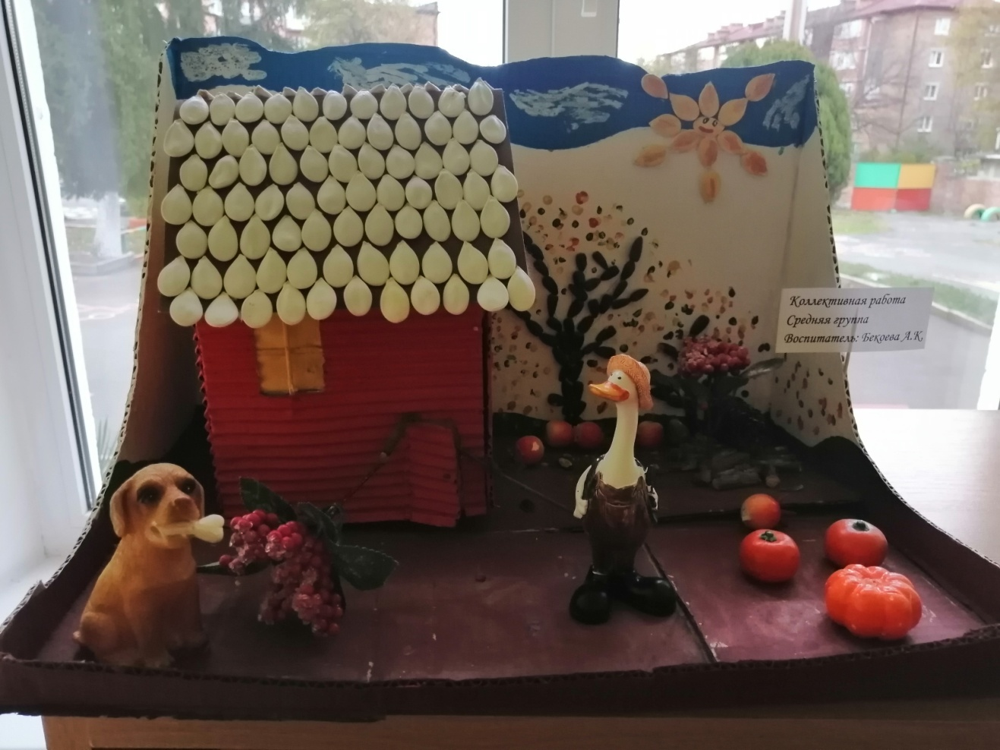 Коллективная работа
Средняя группа
Воспитатель: Бекоева А.К.